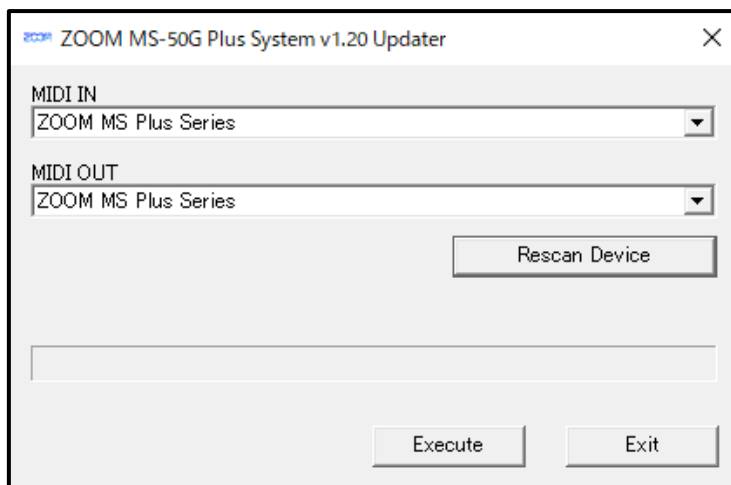 ZOOM ZOOM MS-50G Plus System v1.20 Updater
MIDI IN
ZOOM MS Plus Series
MIDI OUT
ZOOM MS Plus Series
Rescan Device
Execute
Exit